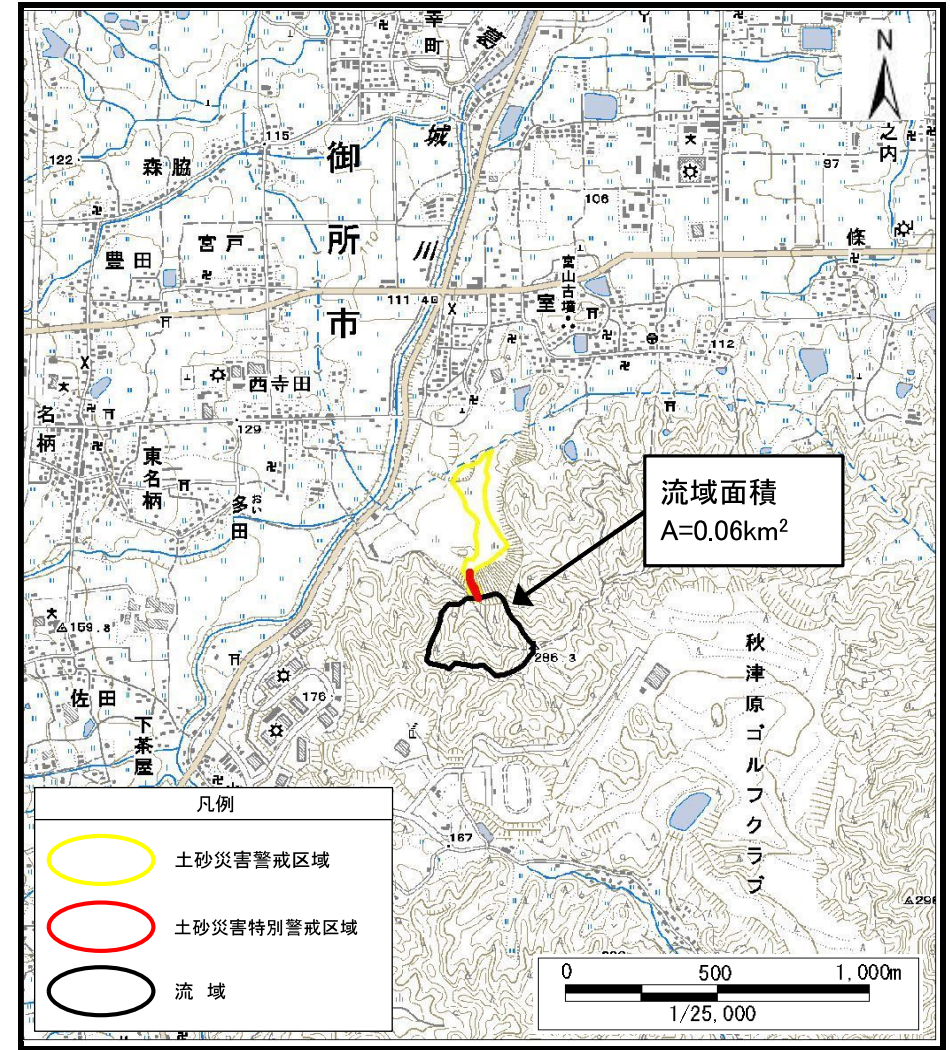 幸町
葛城川
N
之内
115
122
森脇
御所市
97
106
宮戸
豊田
110
條
宮山古墳
室
111.4
112
西寺田
名柄
129
東名柄
おい
多田
流域面積
A=0.06km²
159.8
286.3
秋津原ゴルフクラブ
佐田
176
下茶屋
167
凡例
土砂災害警戒区域
土砂災害特別警戒区域
流 域
0 500 1,000m
1/25,000